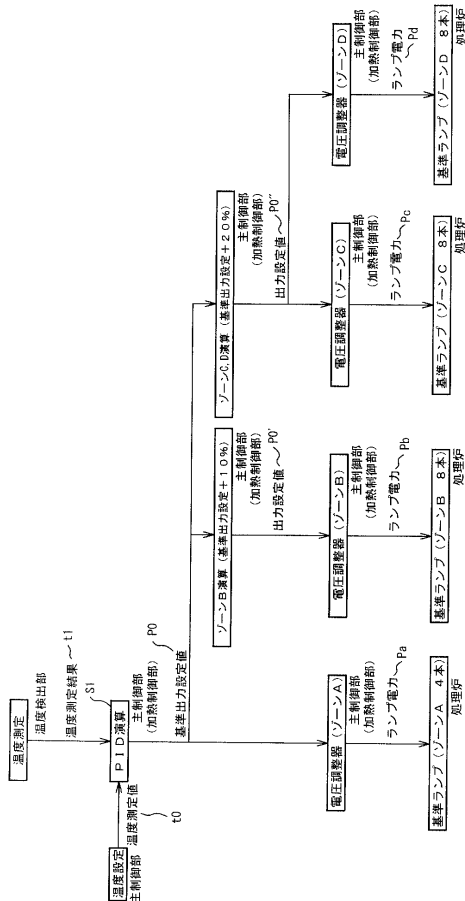 温度測定
温度検出部
温度測定結果 t1
S1
温度設定
主制御部
温度測定値
t0
PID演算
主制御部
(加熱制御部)
P0
基準出力設定値
ゾーンB演算(基準出力設定+10%)
主制御部
(加熱制御部)
出力設定値 P0'
ゾーンC,D演算(基準出力設定+20%)
主制御部
(加熱制御部)
出力設定値 P0"
電圧調整器(ゾーンA)
主制御部
(加熱制御部)
ランプ電力 Pa
基準ランプ(ゾーンA 4本)
処理炉
電圧調整器(ゾーンB)
主制御部
(加熱制御部)
ランプ電力 Pb
基準ランプ(ゾーンB 8本)
処理炉
電圧調整器(ゾーンC)
主制御部
(加熱制御部)
ランプ電力 Pc
基準ランプ(ゾーンC 8本)
処理炉
電圧調整器(ゾーンD)
主制御部
(加熱制御部)
ランプ電力 Pd
基準ランプ(ゾーンD 8本)
処理炉